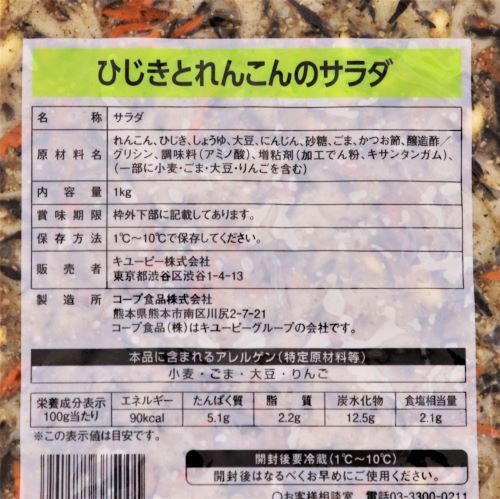 ひじきとれんこんのサラダ
名　称 サラダ
原材料名 れんこん、ひじき、しょうゆ、大豆、にんじん、砂糖、ごま、かつお節、醸造酢／
グリシン、調味料（アミノ酸）、増粘剤（加工でん粉、キサンタンガム）、
（一部に小麦・ごま・大豆・りんごを含む）
内容量 1kg
賞味期限 枠外下部に記載してあります。
保存方法 1℃～10℃で保存してください。
販売者 キユーピー株式会社
東京都渋谷区渋谷1-4-13
製造所 コープ食品株式会社
熊本県熊本市南区川尻2-7-21
コープ食品（株）はキユーピーグループの会社です。
本品に含まれるアレルゲン（特定原材料等）
小麦・ごま・大豆・りんご
栄養成分表示 100g当たり エネルギー たんぱく質 脂質 炭水化物 食塩相当量
90kcal 5.1g 2.2g 12.5g 2.1g
※この表示値は目安です。
開封後要冷蔵（1℃～10℃）
開封後はなるべくお早めにご使用ください。
○お客様相談室 電話03-3300-0211